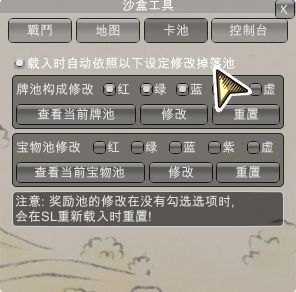 沙盒工具
X
戰鬥 地图 卡池 控制台
载入时自动依照以下设定修改掉落池
牌池构成修改 红 绿 蓝 虚
查看当前牌池 修改 重置
宝物池修改 红 绿 蓝 紫 虚
查看当前宝物池 修改 重置
注意: 奖励池的修改在没有勾选选项时,
会在SL重新载入时重置!